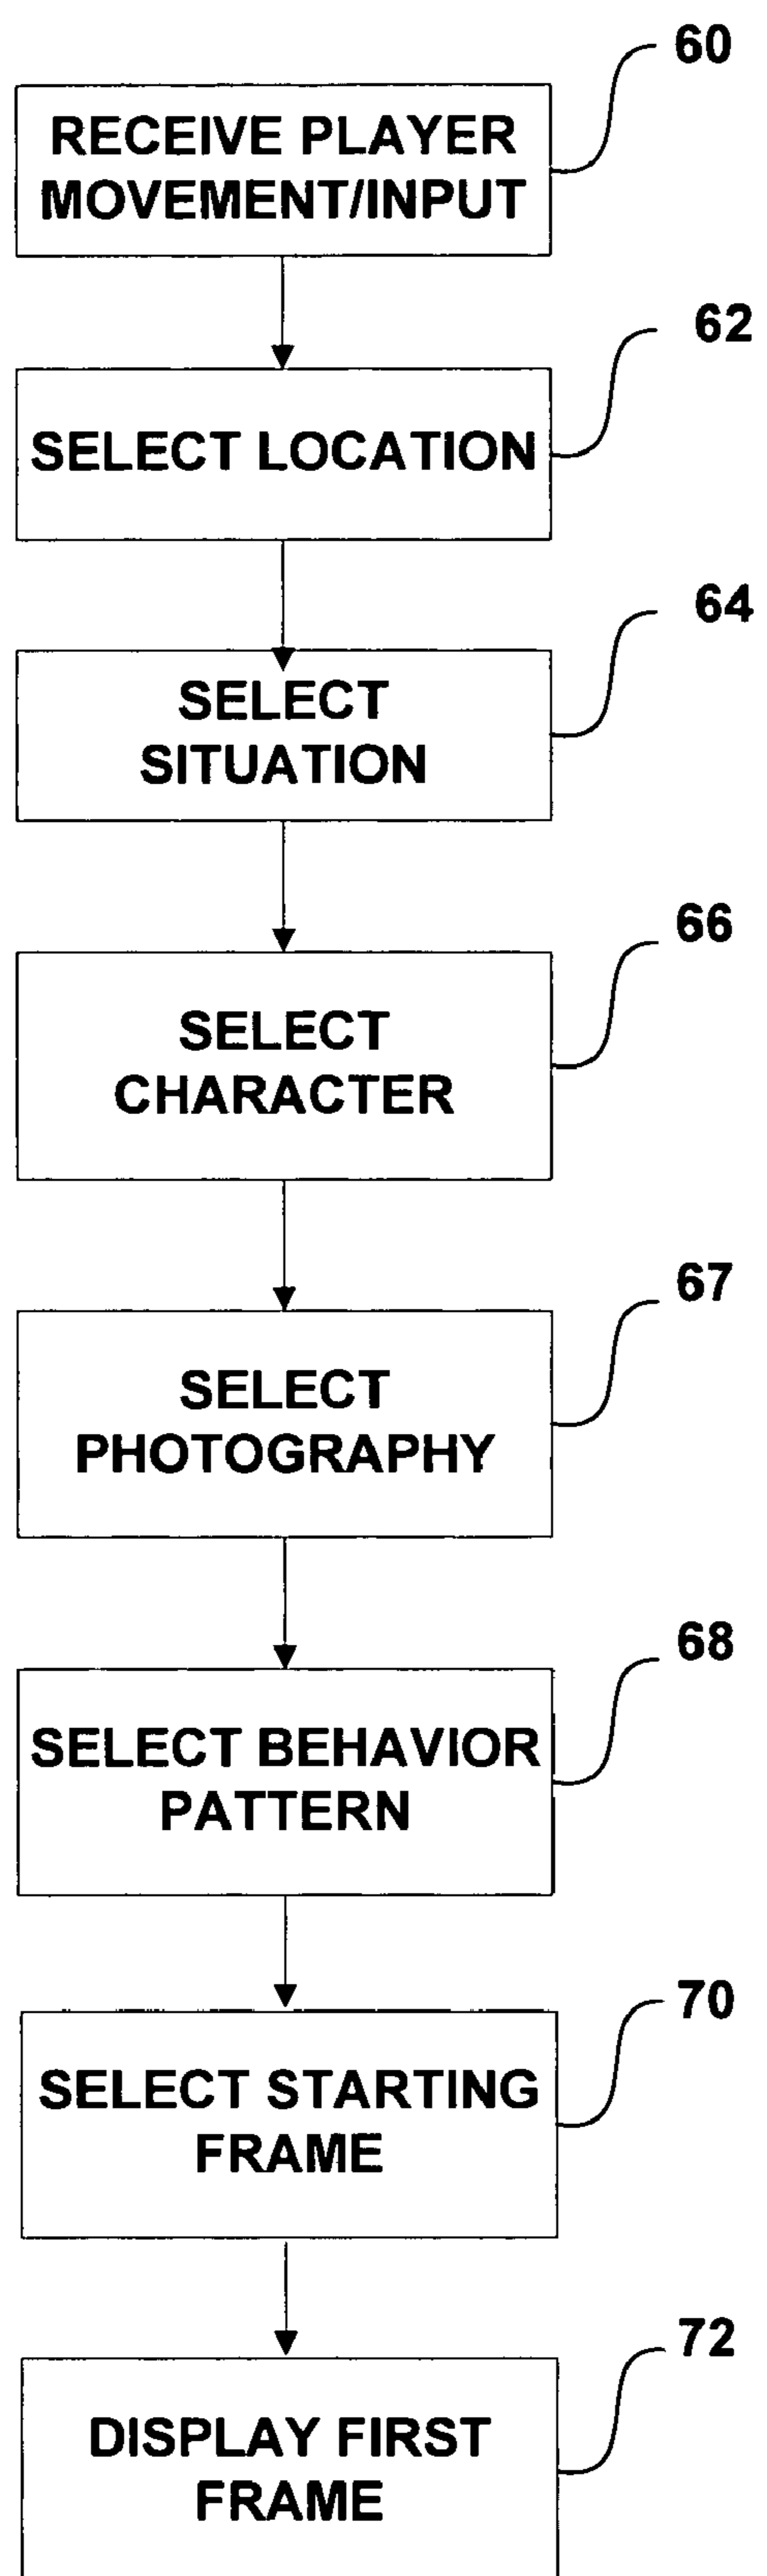 60
RECEIVE PLAYER
MOVEMENT/INPUT
62
SELECT LOCATION
64
SELECT
SITUATION
66
SELECT
CHARACTER
67
SELECT
PHOTOGRAPHY
68
SELECT BEHAVIOR
PATTERN
70
SELECT STARTING
FRAME
72
DISPLAY FIRST
FRAME